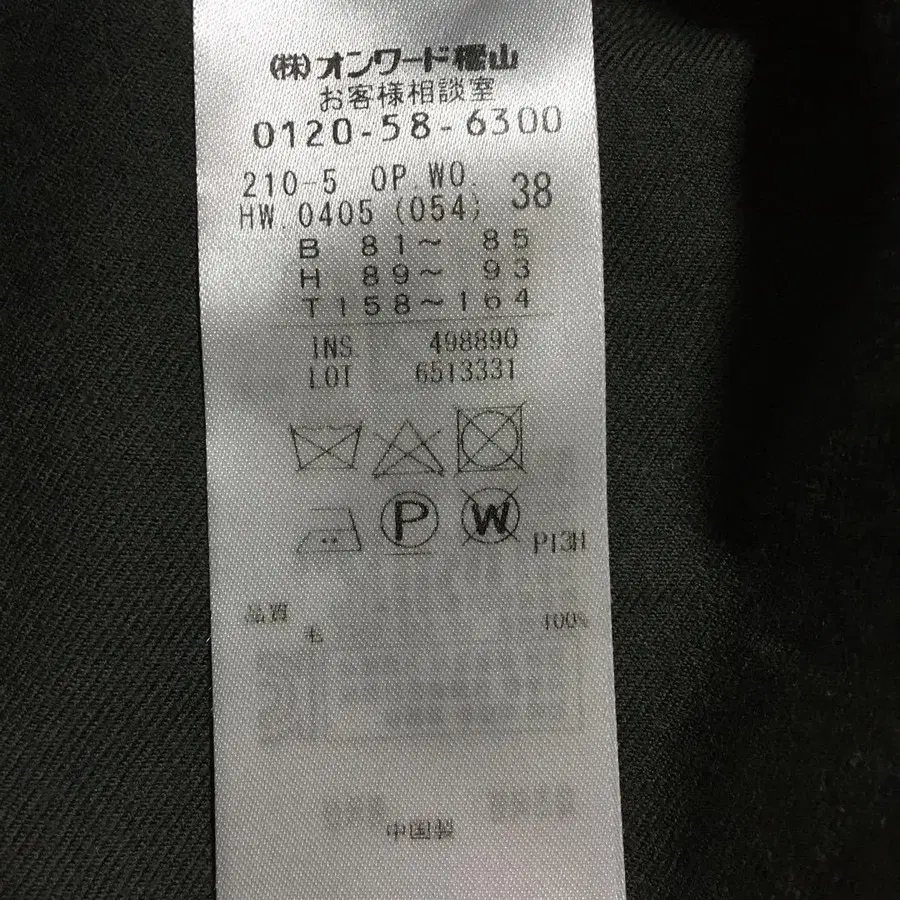 (株)オンワード樫山
お客様相談室
0120-58-6300
210-5 OP.WO. 38
HW.0405 (054)
B 81~ 85
H 89~ 93
T158~164
INS 498890
LOT 6513331
P
W
P13H
品質
毛 100%
中国製